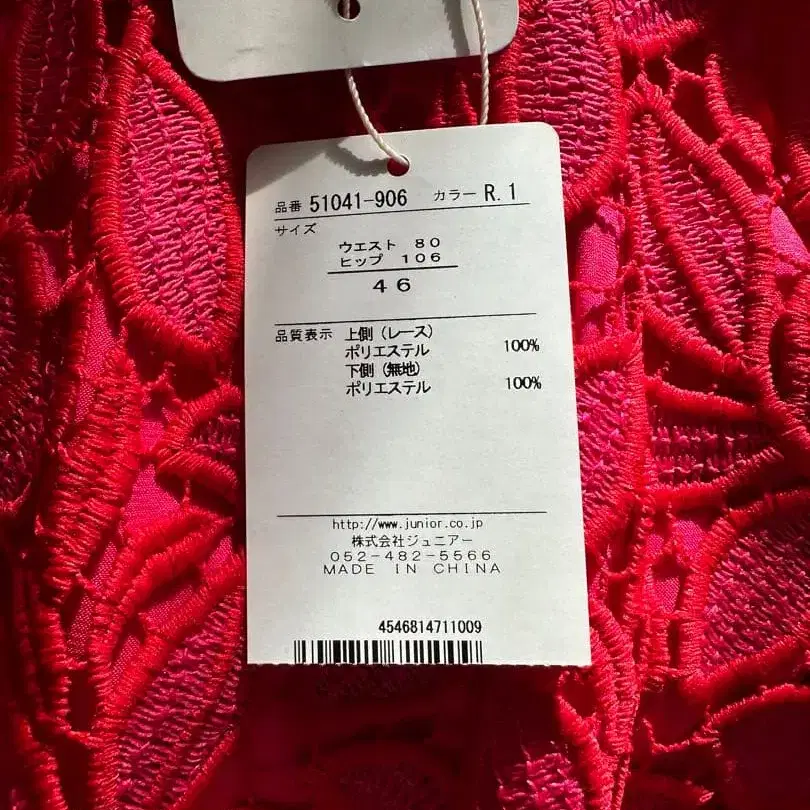 品番 51041-906 カラー R.1
サイズ
ウエスト 80
ヒップ 106
46
品質表示 上側(レース)
ポリエステル 100%
下側(無地)
ポリエステル 100%
http://www.junior.co.jp
株式会社ジュニアー
052-482-5566
MADE IN CHINA
4546814711009